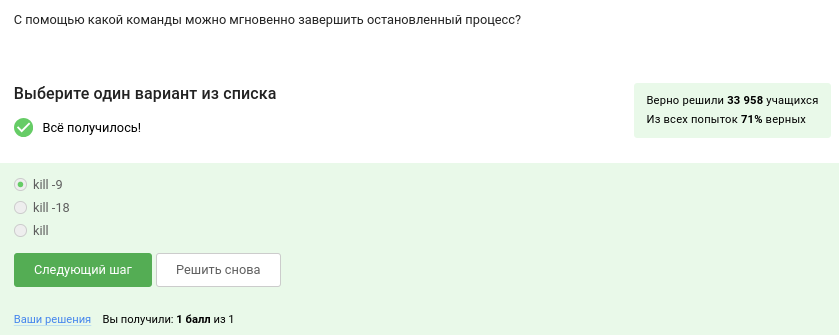 С помощью какой команды можно мгновенно завершить остановленный процесс?
Выберите один вариант из списка
Всё получилось!
Верно решили 33 958 учащихся
Из всех попыток 71% верных
kill -9
kill -18
kill
Следующий шаг
Решить снова
Ваши решения
Вы получили: 1 балл из 1